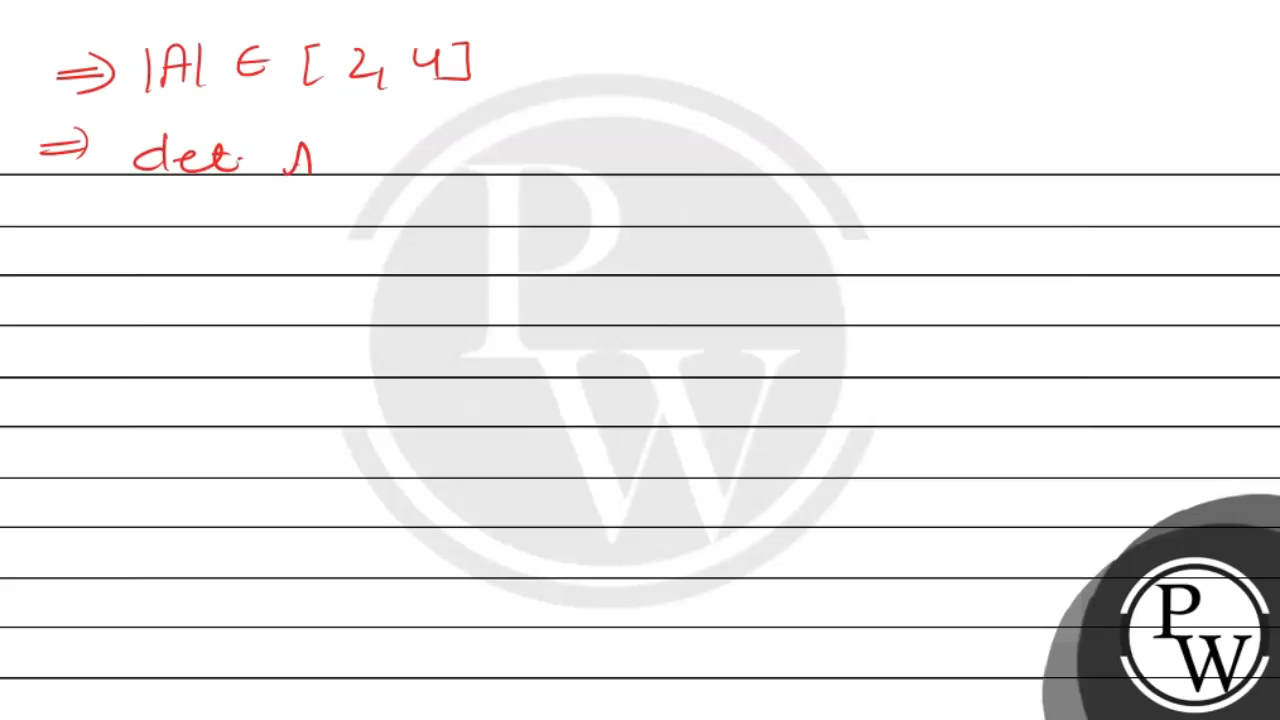 ⇒ |A| ∈ [2, 4]
⇒ det. A
P
W
P
W